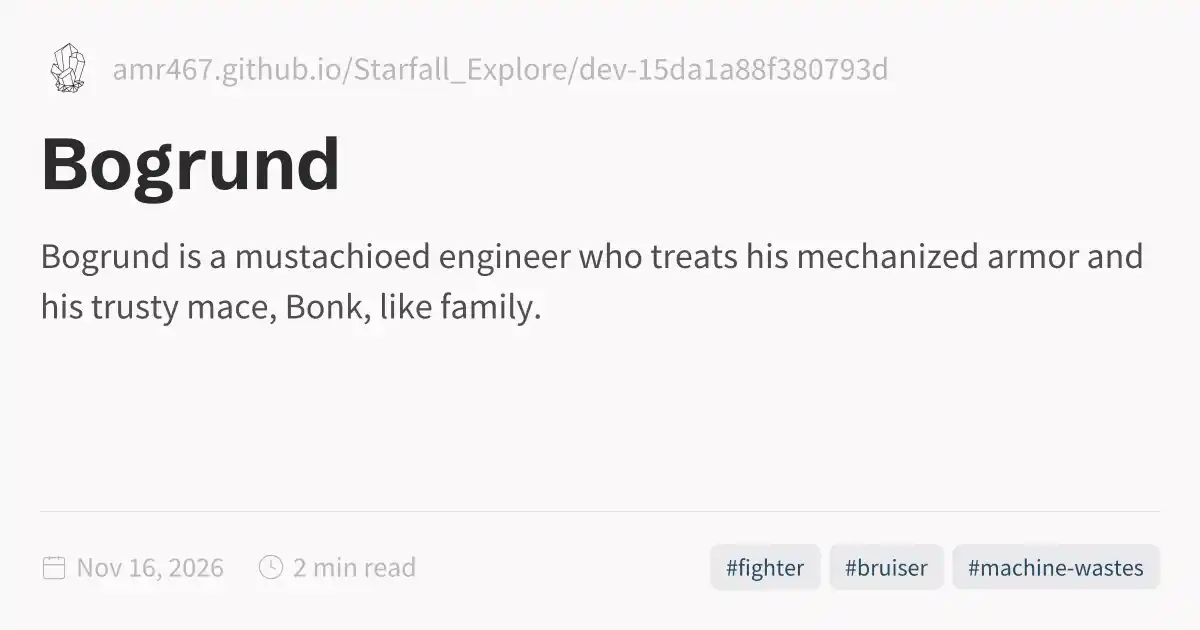 amr467.github.io/Starfall_Explore/dev-15da1a88f380793d
Bogrund
Bogrund is a mustachioed engineer who treats his mechanized armor and
his trusty mace, Bonk, like family.
Nov 16, 2026 2 min read #fighter #bruiser #machine-wastes